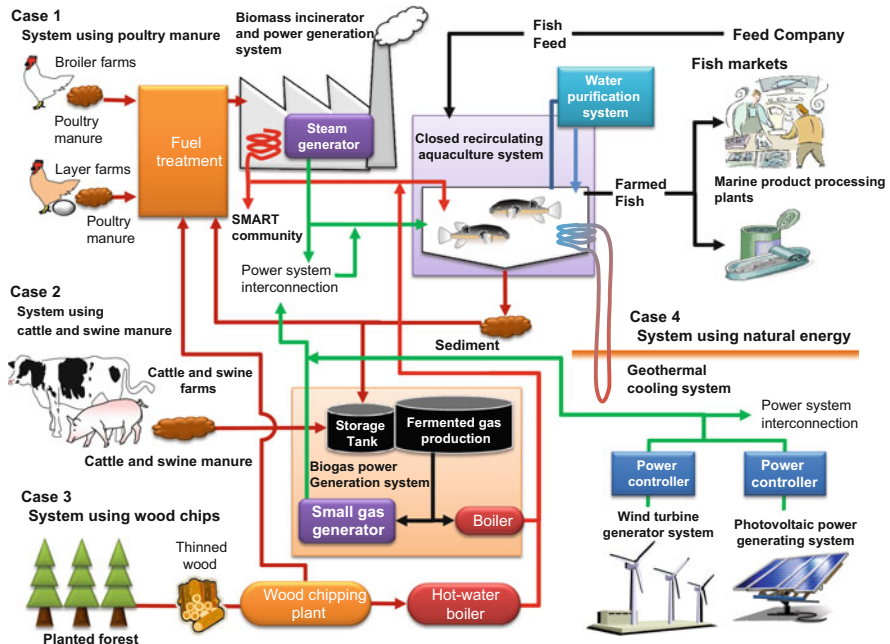 Case 1
System using poultry manure
Broiler farms
Poultry
manure
Layer farms
Poultry
manure
Fuel
treatment
Biomass incinerator
and power generation
system
Steam
generator
SMART
community
Power system
interconnection
Fish
Feed
Feed Company
Water
purification
system
Closed recirculating
aquaculture system
Farmed
Fish
Fish markets
Marine product processing
plants
Case 2
System using
cattle and swine manure
Cattle and swine
farms
Cattle and swine manure
Sediment
Storage
Tank
Fermented gas
production
Biogas power
Generation system
Small gas
generator
Boiler
Case 3
System using wood chips
Thinned
wood
Planted forest
Wood chipping
plant
Hot-water
boiler
Case 4
System using natural energy
Geothermal
cooling system
Power system
interconnection
Power
controller
Power
controller
Wind turbine
generator system
Photovoltaic power
generating system